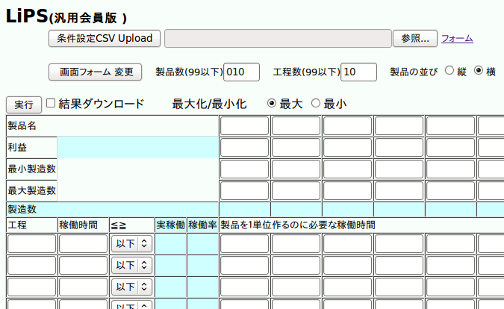 LiPS(汎用会員版 )
条件設定CSV Upload 参照... フォーム
画面フォーム 変更 製品数(99以下) 010 工程数(99以下) 10 製品の並び 縦 横
実行 結果ダウンロード 最大化/最小化 最大 最小
製品名
利益
最小製造数
最大製造数
製造数
工程 稼働時間 ≦≧ 実稼働 稼働率 製品を1単位作るのに必要な稼働時間
以下
以下
以下
以下